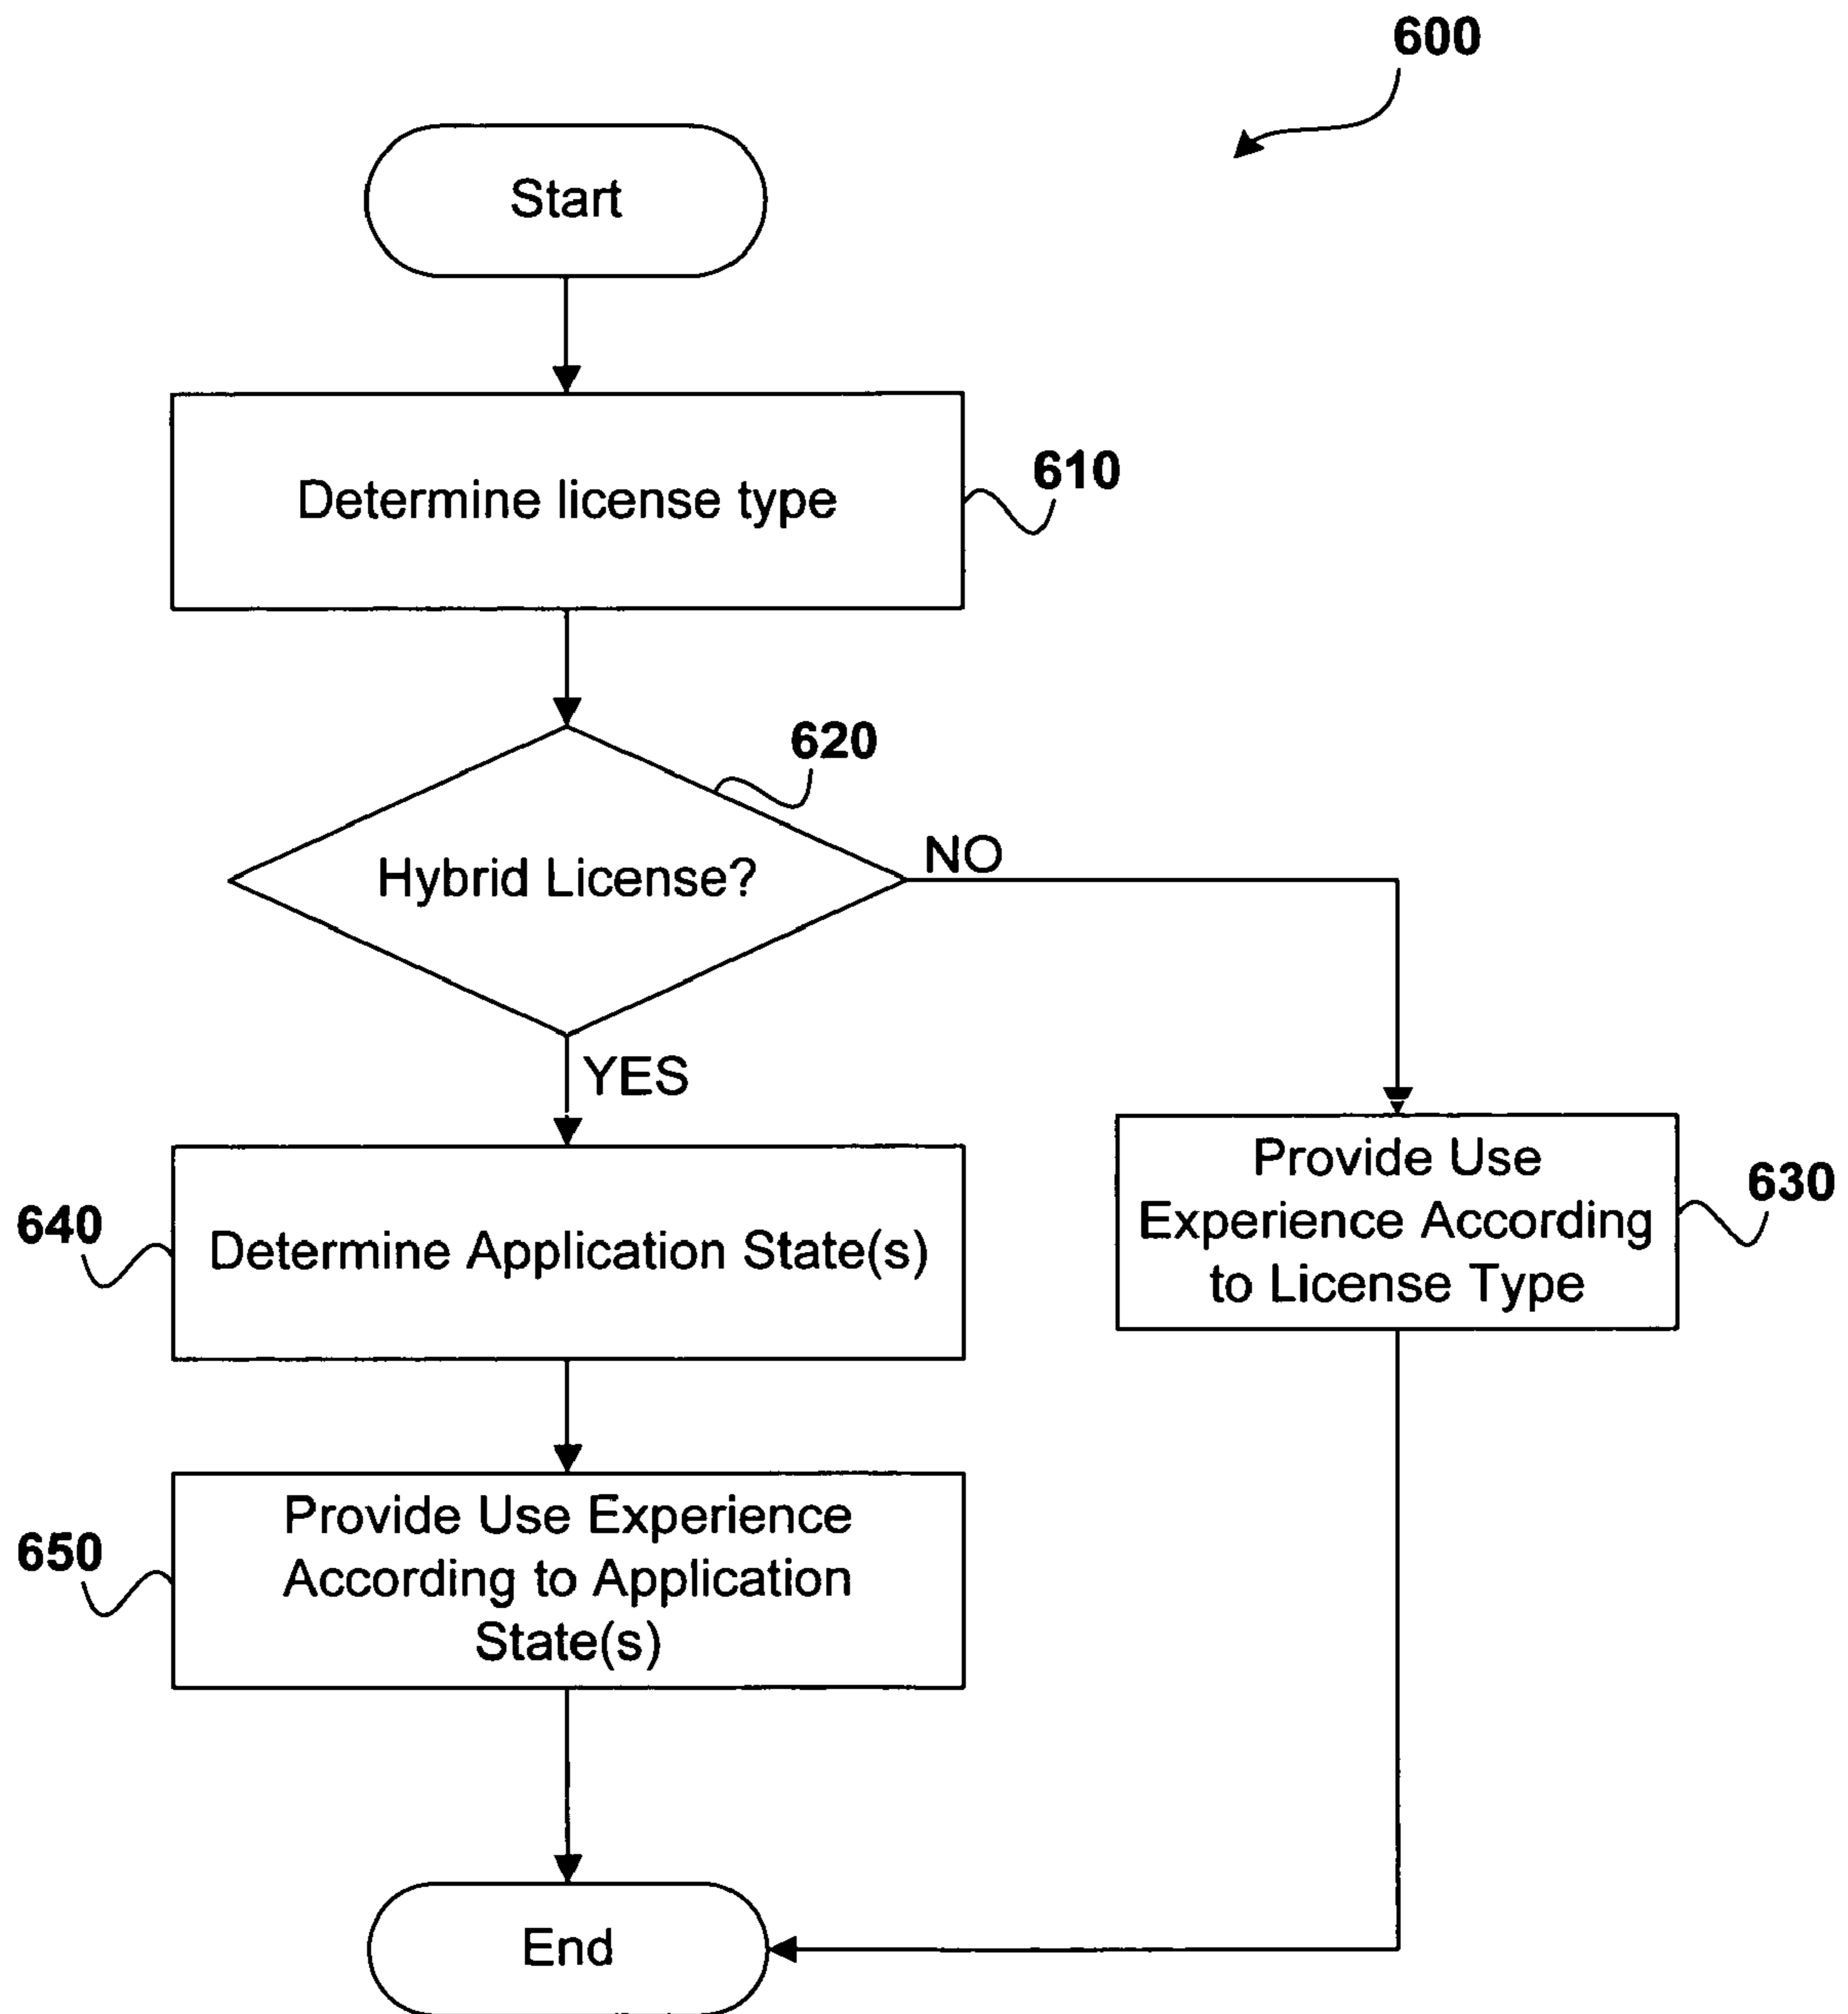 600
Start
Determine license type
610
620
Hybrid License?
NO
YES
Provide Use
Experience According
to License Type
630
640
Determine Application State(s)
650
Provide Use Experience
According to Application
State(s)
End